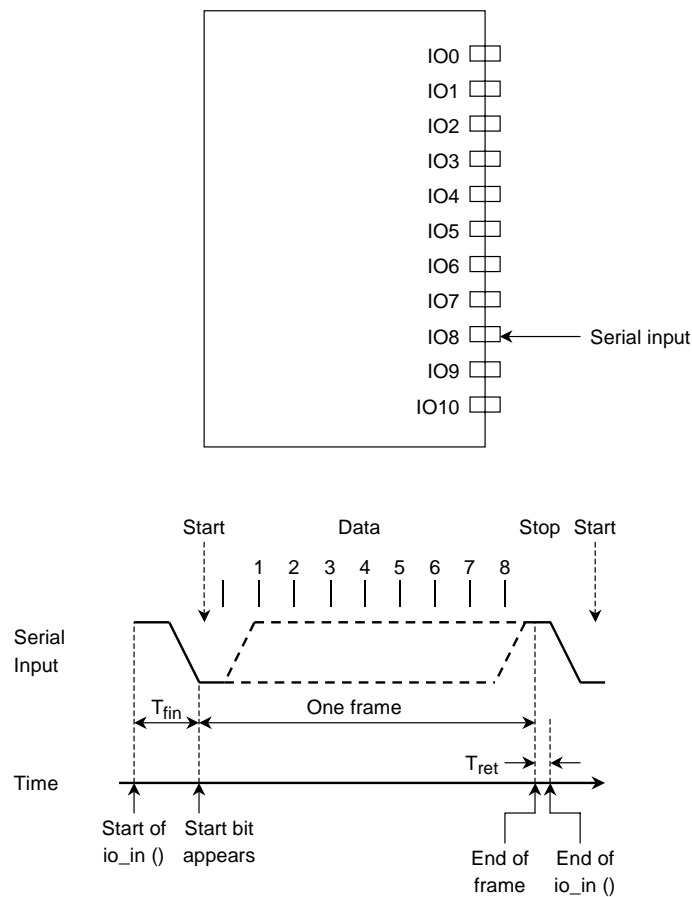 IO0
IO1
IO2
IO3
IO4
IO5
IO6
IO7
IO8
Serial input
IO9
IO10
Start Data Stop Start
1 2 3 4 5 6 7 8
Serial
Input
Tfin
One frame
Tret
Time
Start of
io_in ()
Start bit
appears
End of
frame
End of
io_in ()